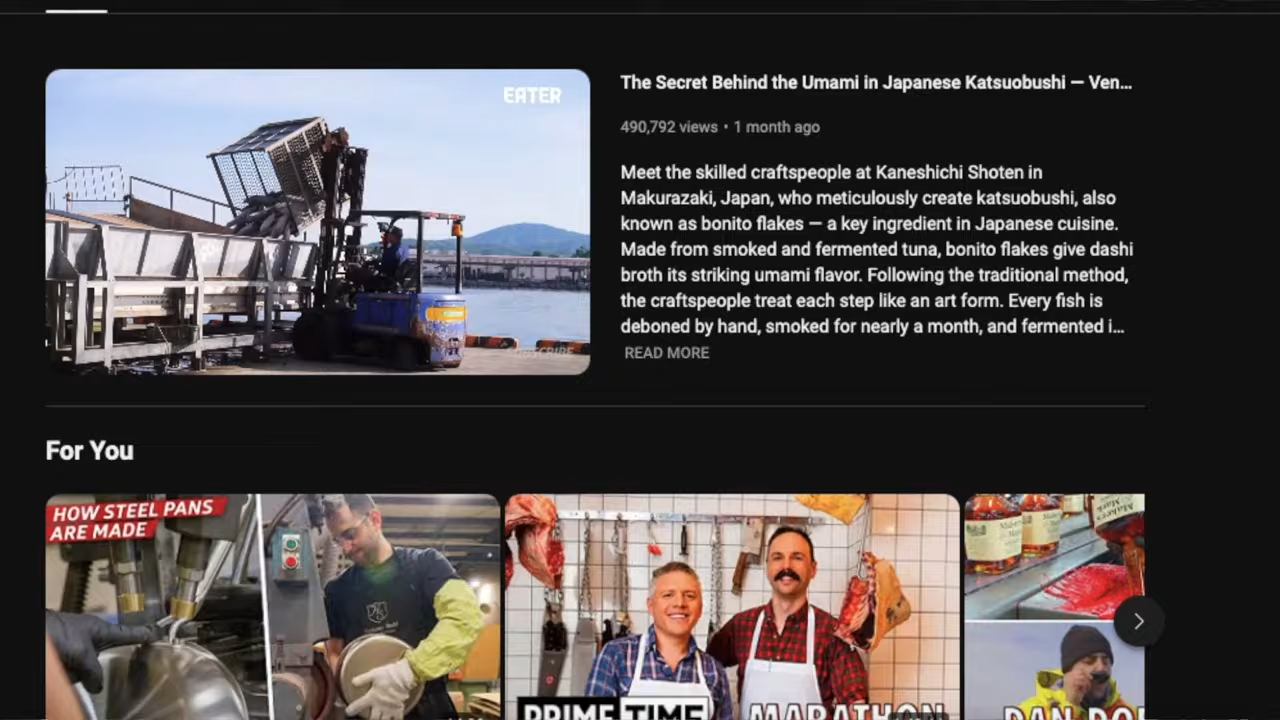 EATER
The Secret Behind the Umami in Japanese Katsuobushi — Ven...
490,792 views • 1 month ago
Meet the skilled craftspeople at Kaneshichi Shoten in
Makurazaki, Japan, who meticulously create katsuobushi, also
known as bonito flakes — a key ingredient in Japanese cuisine.
Made from smoked and fermented tuna, bonito flakes give dashi
broth its striking umami flavor. Following the traditional method,
the craftspeople treat each step like an art form. Every fish is
deboned by hand, smoked for nearly a month, and fermented i...
READ MORE
For You
HOW STEEL PANS
ARE MADE
PRIME TIME
MARATHON
DAN DO